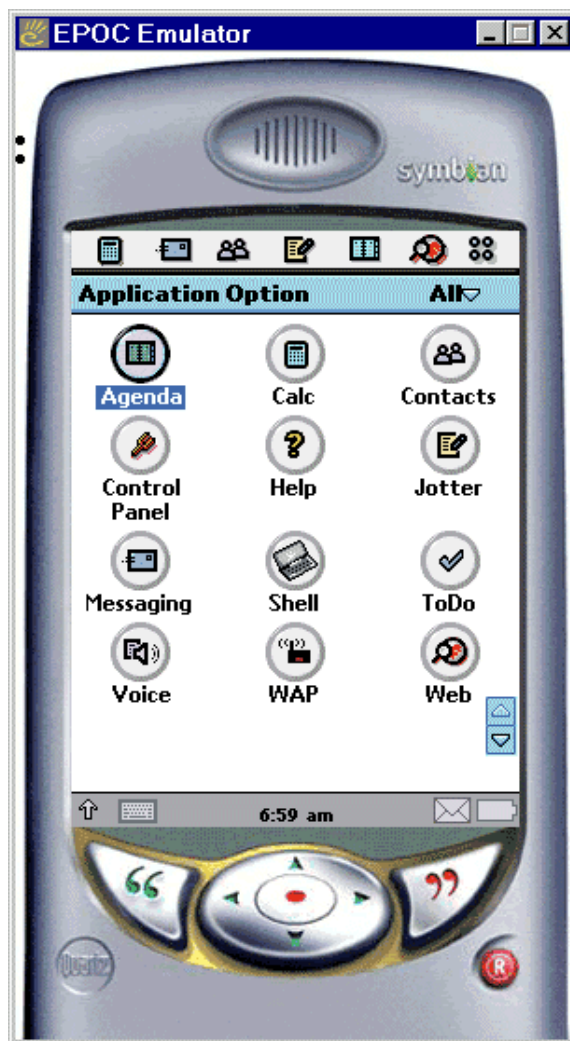 EPOC Emulator
symbian
Application Option All
Agenda Calc Contacts
Control Panel Help Jotter
Messaging Shell ToDo
Voice WAP Web
6:59 am
“ ”
Quartz
R